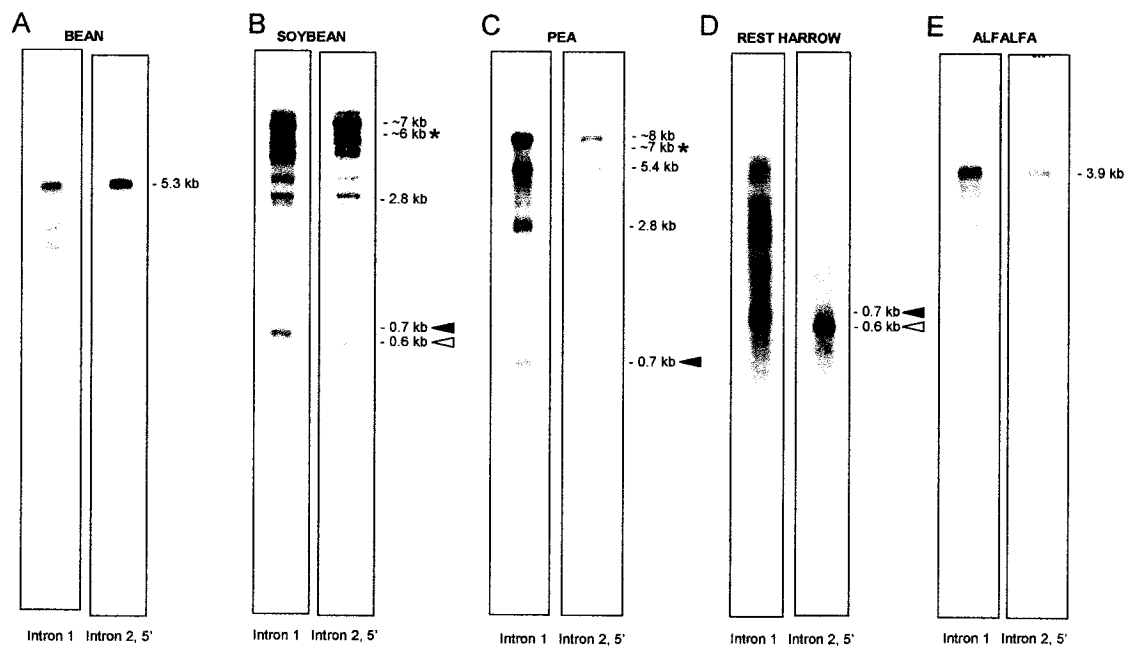 A
BEAN
- 5.3 kb
Intron 1
Intron 2, 5'
B
SOYBEAN
- ~7 kb
- ~6 kb *
- 2.8 kb
- 0.7 kb
- 0.6 kb
Intron 1
Intron 2, 5'
C
PEA
- ~8 kb
- ~7 kb *
- 5.4 kb
- 2.8 kb
- 0.7 kb
Intron 1
Intron 2, 5'
D
REST HARROW
- 0.7 kb
- 0.6 kb
Intron 1
Intron 2, 5'
E
ALFALFA
- 3.9 kb
Intron 1
Intron 2, 5'